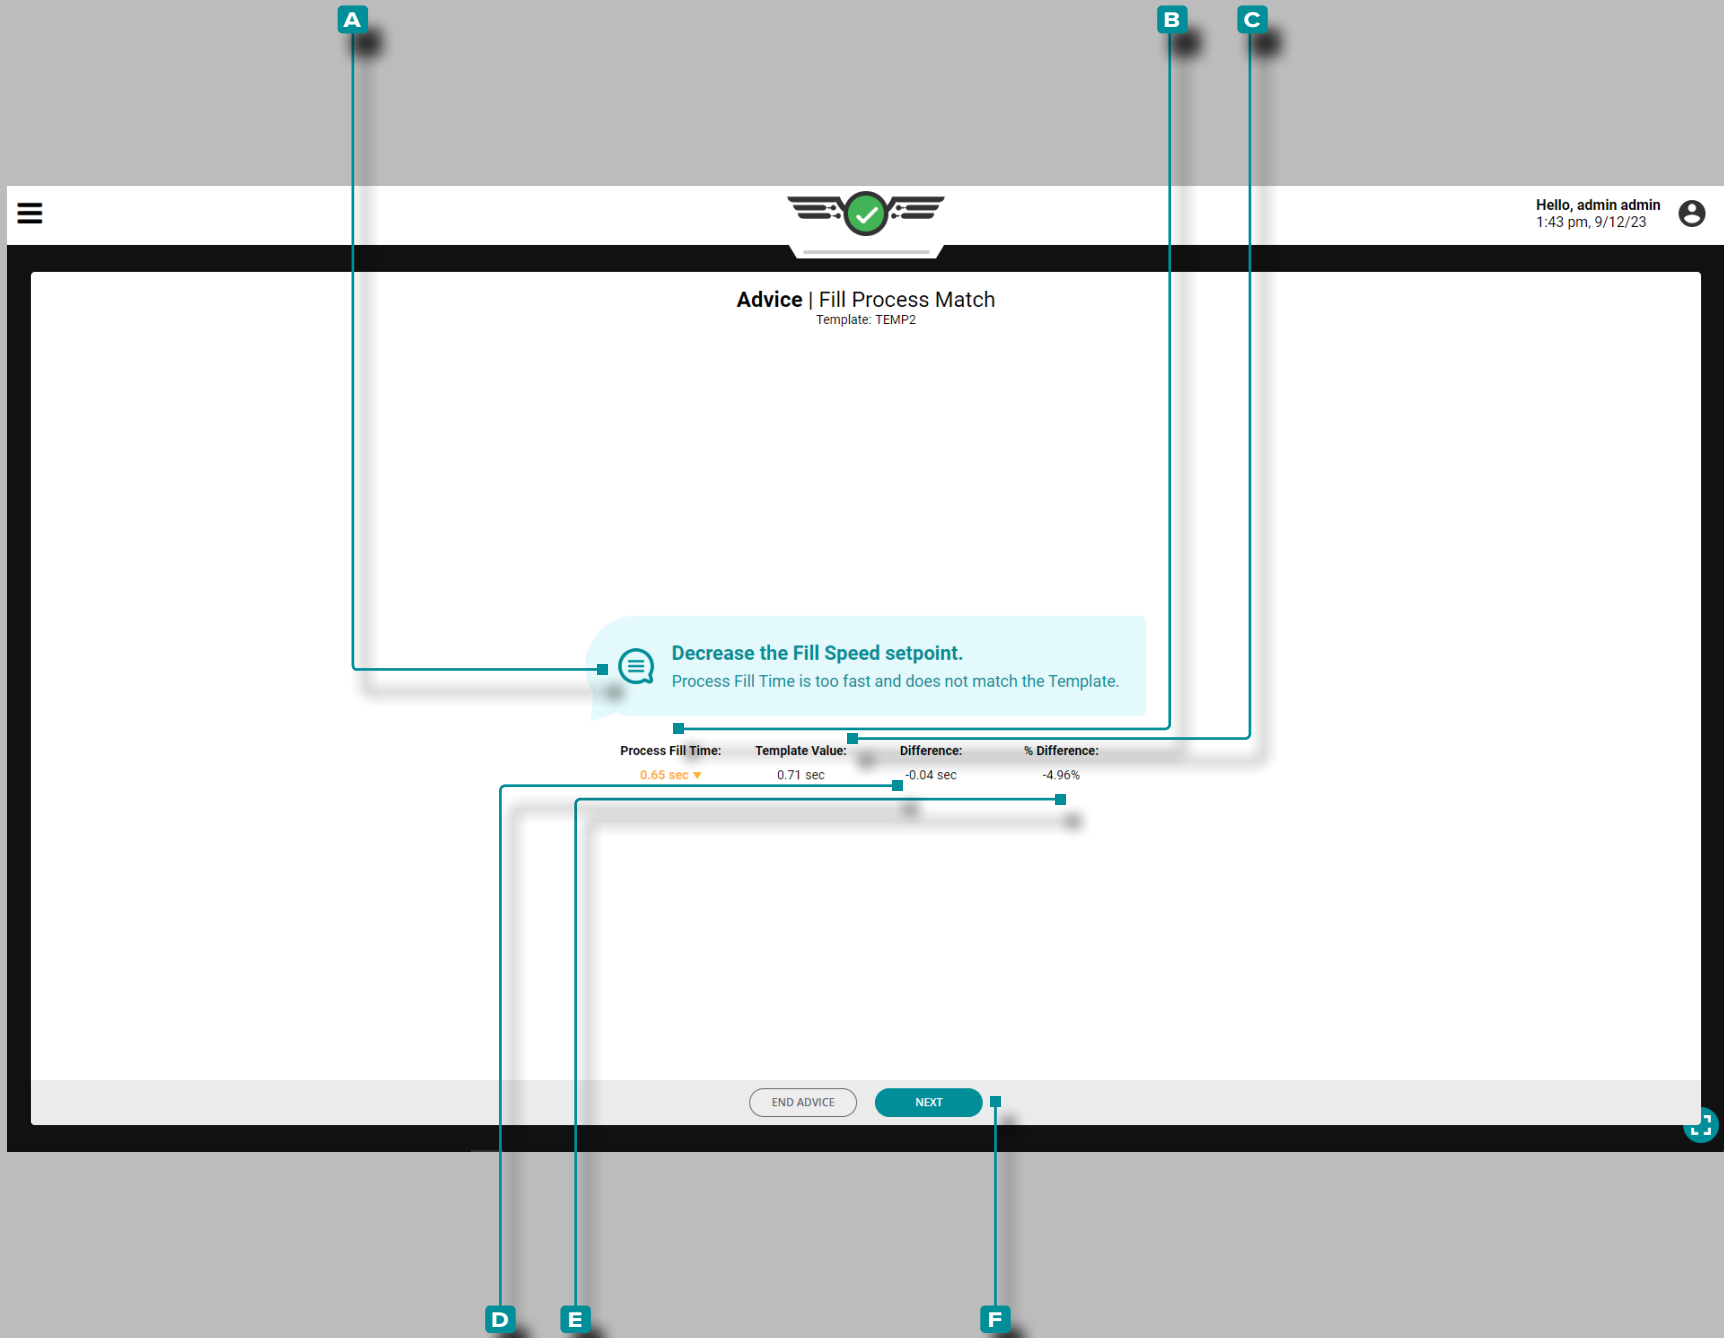 A
B
C
Hello, admin admin
1:43 pm, 9/12/23
Advice | Fill Process Match
Template: TEMP2
Decrease the Fill Speed setpoint.
Process Fill Time is too fast and does not match the Template.
Process Fill Time: Template Value: Difference: % Difference:
0.65 sec ▼ 0.71 sec -0.04 sec -4.96%
END ADVICE NEXT
D
E
F